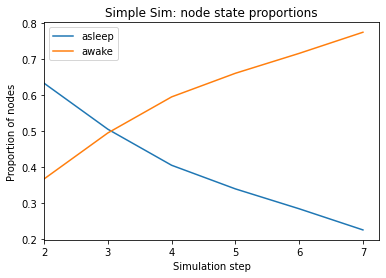 Simple Sim: node state proportions
asleep
awake
Proportion of nodes
0.8
0.7
0.6
0.5
0.4
0.3
0.2
2 3 4 5 6 7
Simulation step